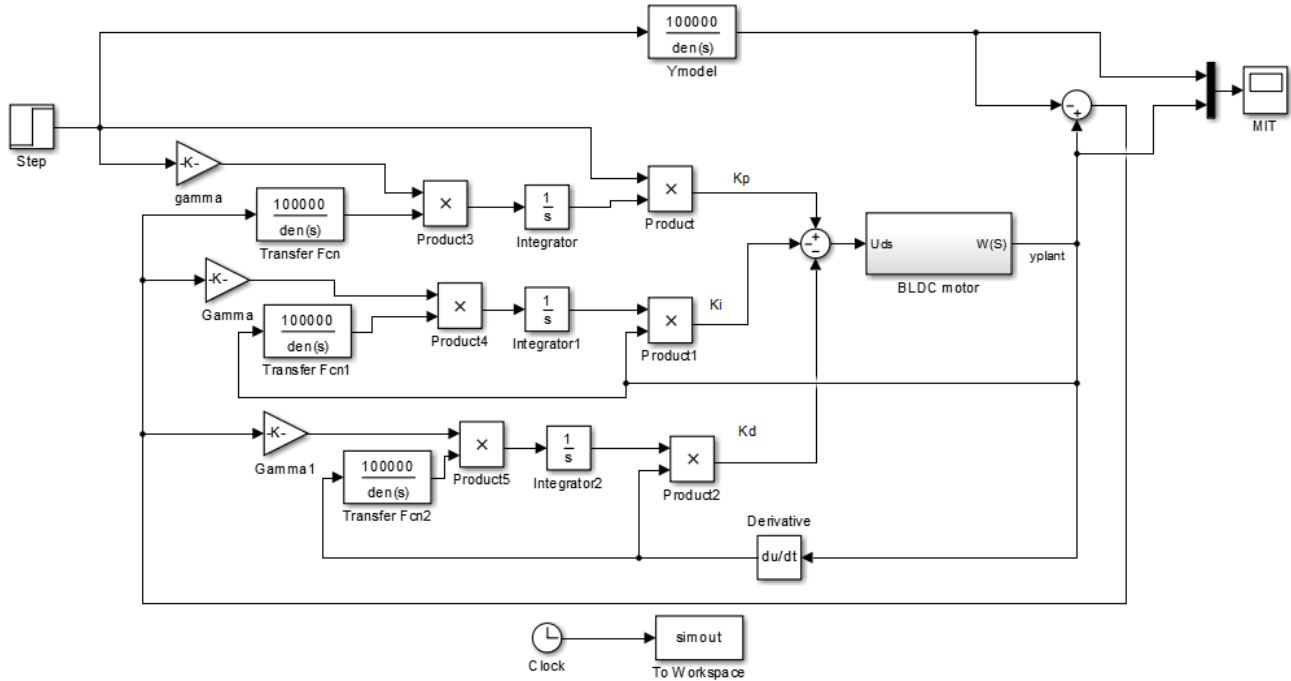 100000
den(s)
Ymodel
Step
MIT
-K-
gamma
100000
den(s)
Transfer Fcn
×
Product3
1
s
Integrator
×
Product
Kp
-
+
+
-
-
Uds
W(S)
BLDC motor
yplant
-K-
Gamma
100000
den(s)
Transfer Fcn1
×
Product4
1
s
Integrator1
×
Product1
Ki
-K-
Gamma1
100000
den(s)
Transfer Fcn2
×
Product5
1
s
Integrator2
×
Product2
Kd
Derivative
du/dt
Clock
simout
To Workspace